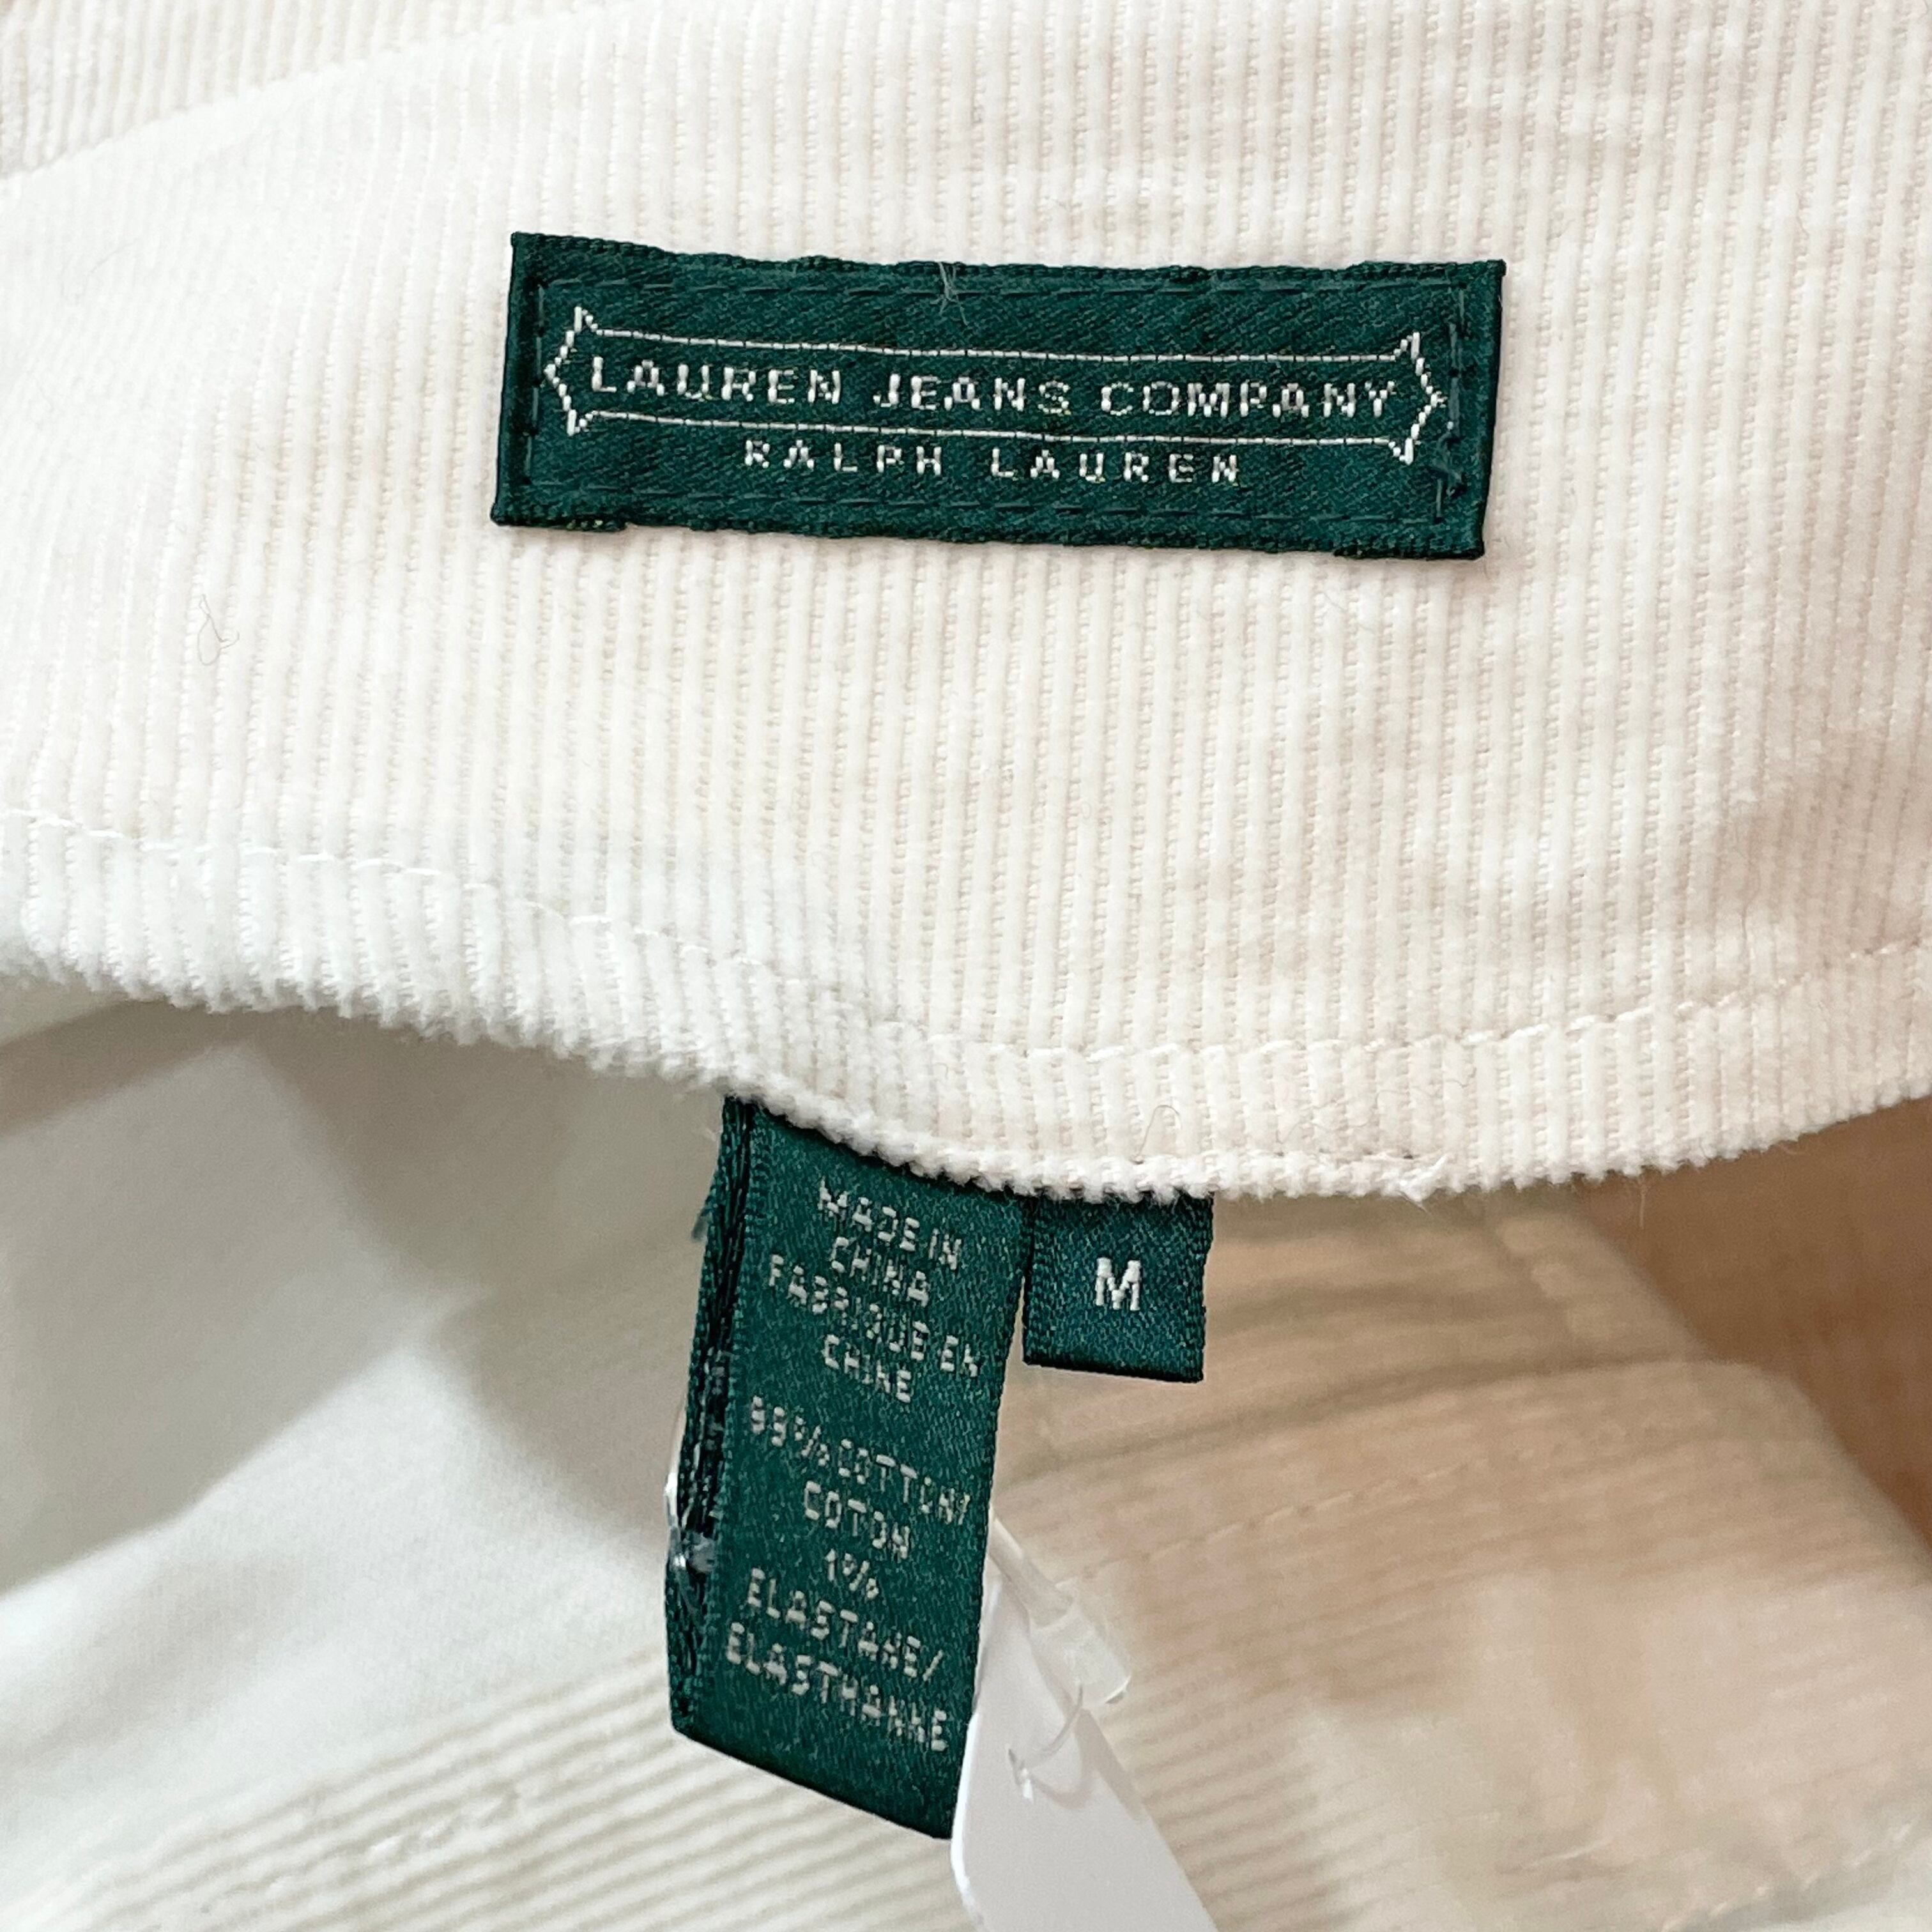 LAUREN JEANS COMPANY
RALPH LAUREN
MADE IN
CHINA
FABRIQUE EN
CHINE
M
99% COTTON/
COTON
1%
ELASTANE/
ELASTHANNE